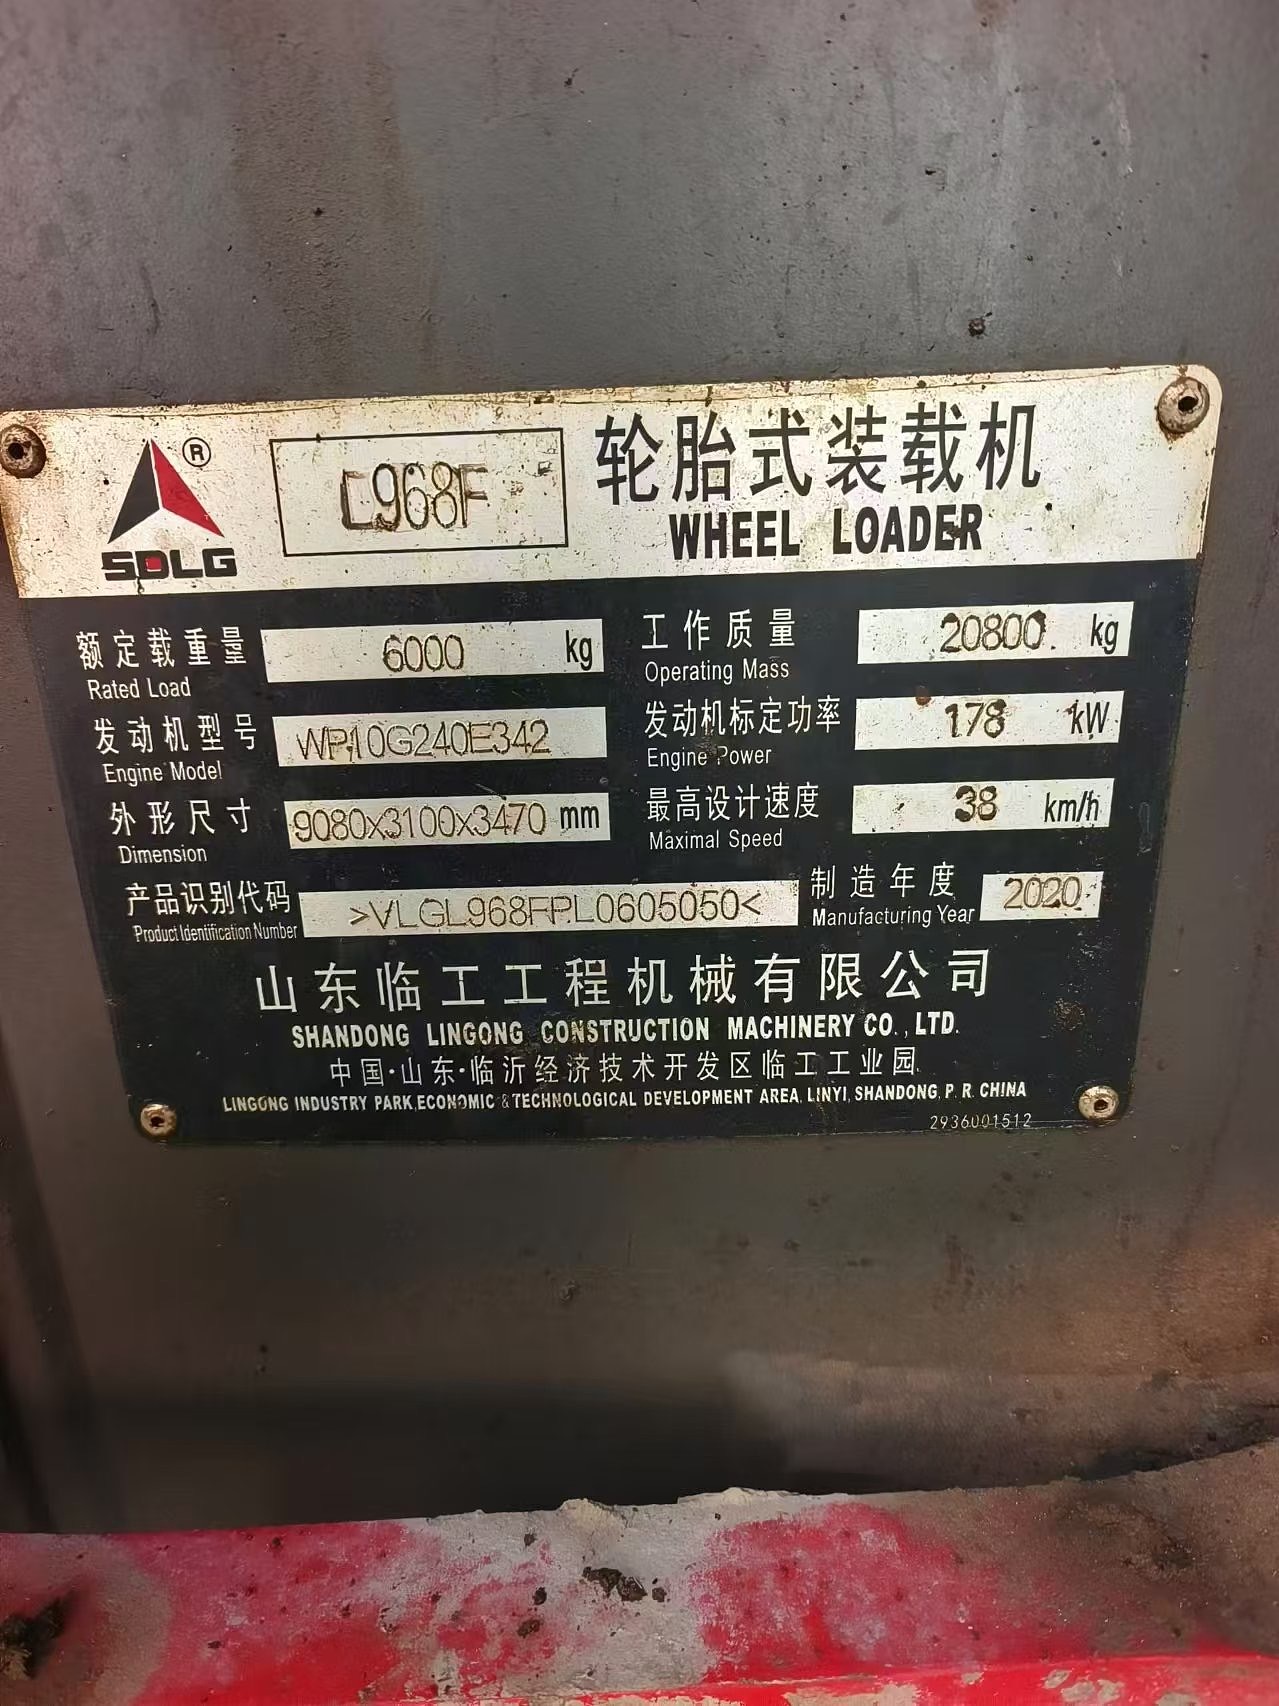 ®
SDLG
L968F
轮胎式装载机
WHEEL LOADER
额定载重量 6000 kg
Rated Load
工作质量 20800 kg
Operating Mass
发动机型号 WP10G240E342
Engine Model
发动机标定功率 178 kW
Engine Power
外形尺寸 9080x3100x3470 mm
Dimension
最高设计速度 38 km/h
Maximal Speed
产品识别代码 >VLGL968FPL0605050<
Product Identification Number
制造年度 2020
Manufacturing Year
山东临工工程机械有限公司
SHANDONG LINGONG CONSTRUCTION MACHINERY CO., LTD.
中国·山东·临沂经济技术开发区临工工业园
LINGONG INDUSTRY PARK,ECONOMIC & TECHNOLOGICAL DEVELOPMENT AREA, LINYI, SHANDONG, P. R. CHINA
2936001512